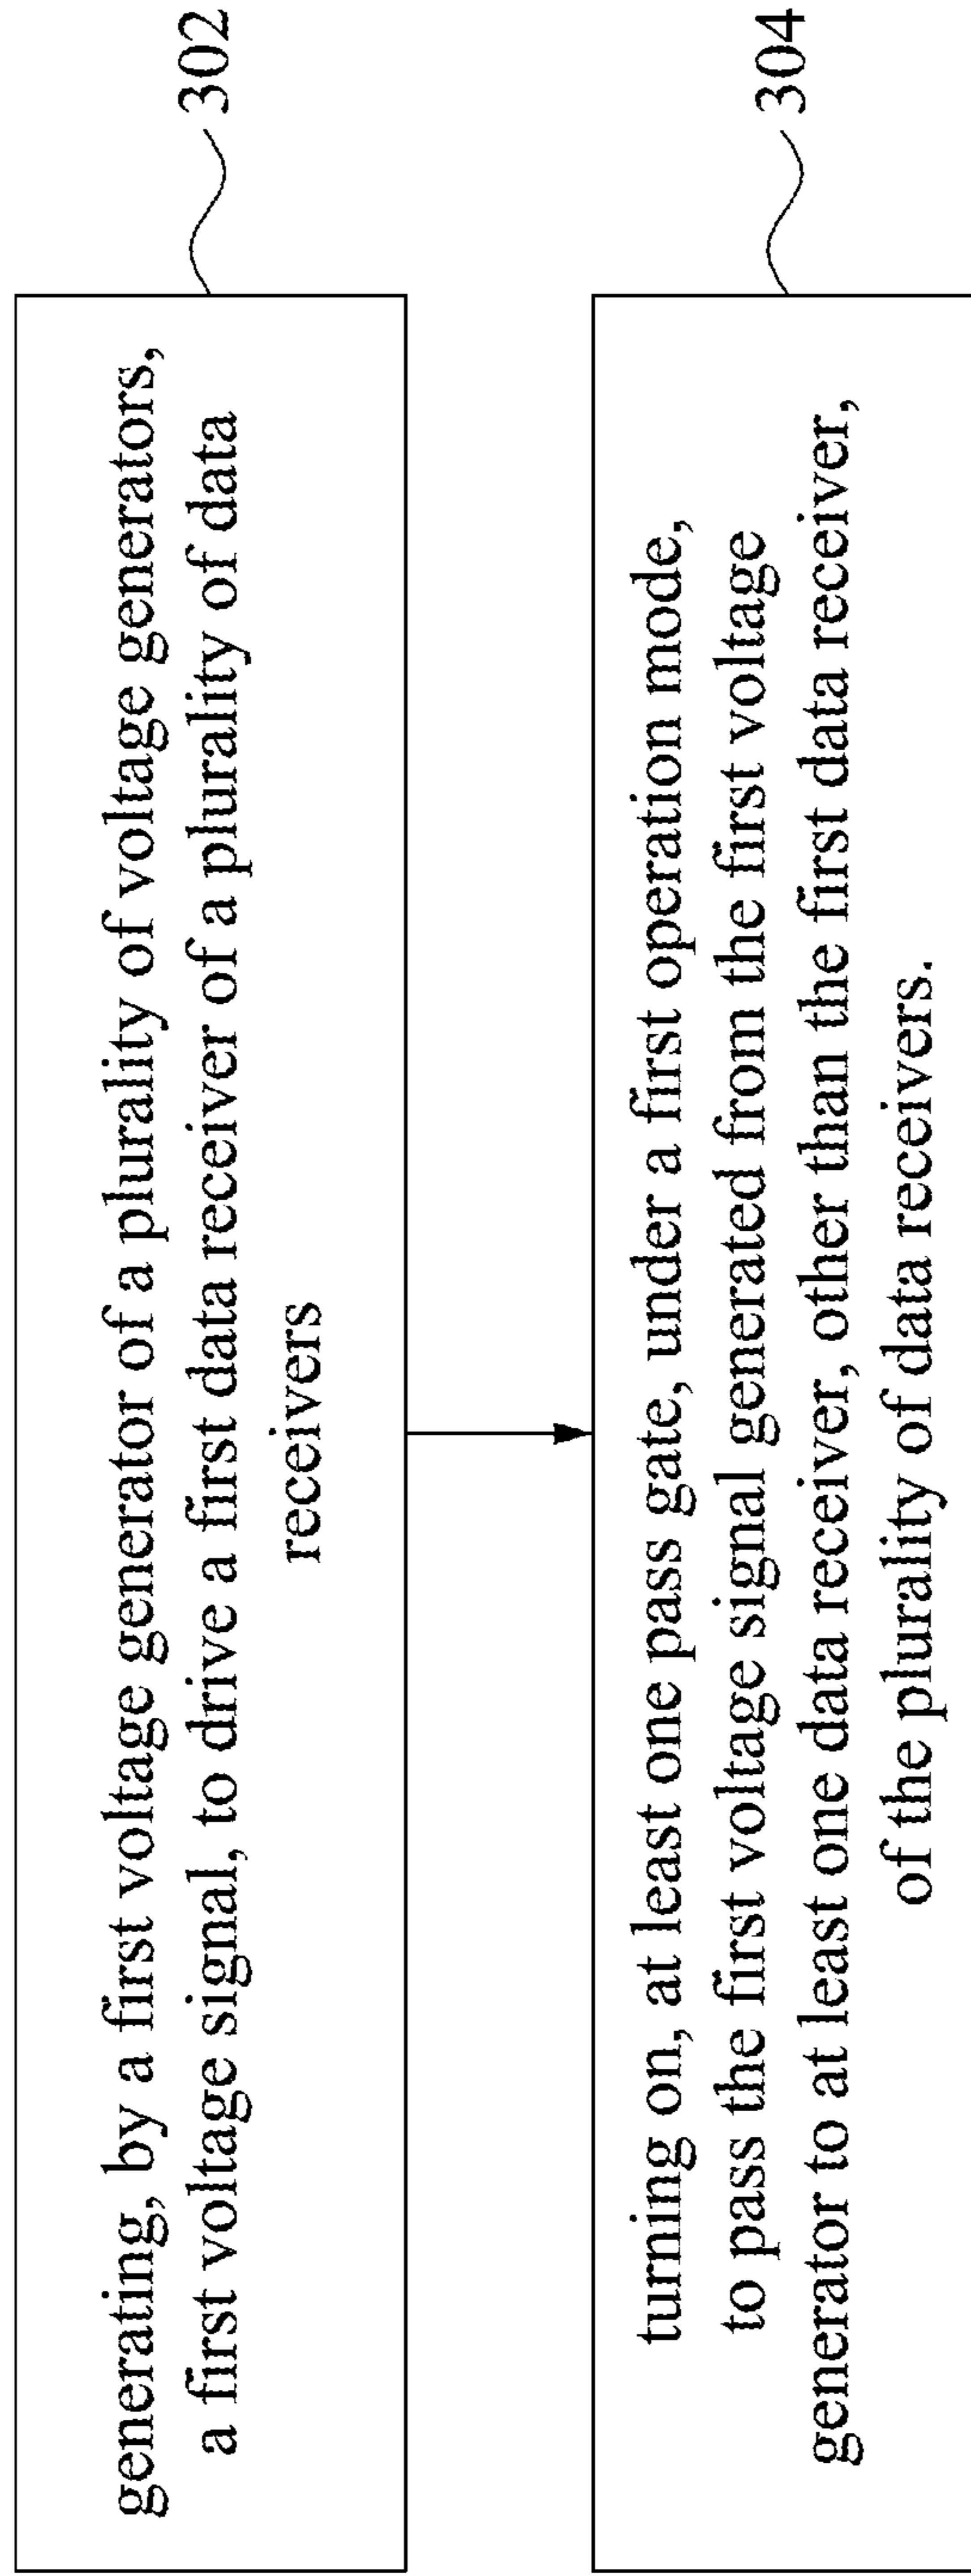 generating, by a first voltage generator of a plurality of voltage generators,
a first voltage signal, to drive a first data receiver of a plurality of data
receivers
302
turning on, at least one pass gate, under a first operation mode,
to pass the first voltage signal generated from the first voltage
generator to at least one data receiver, other than the first data receiver,
of the plurality of data receivers.
304